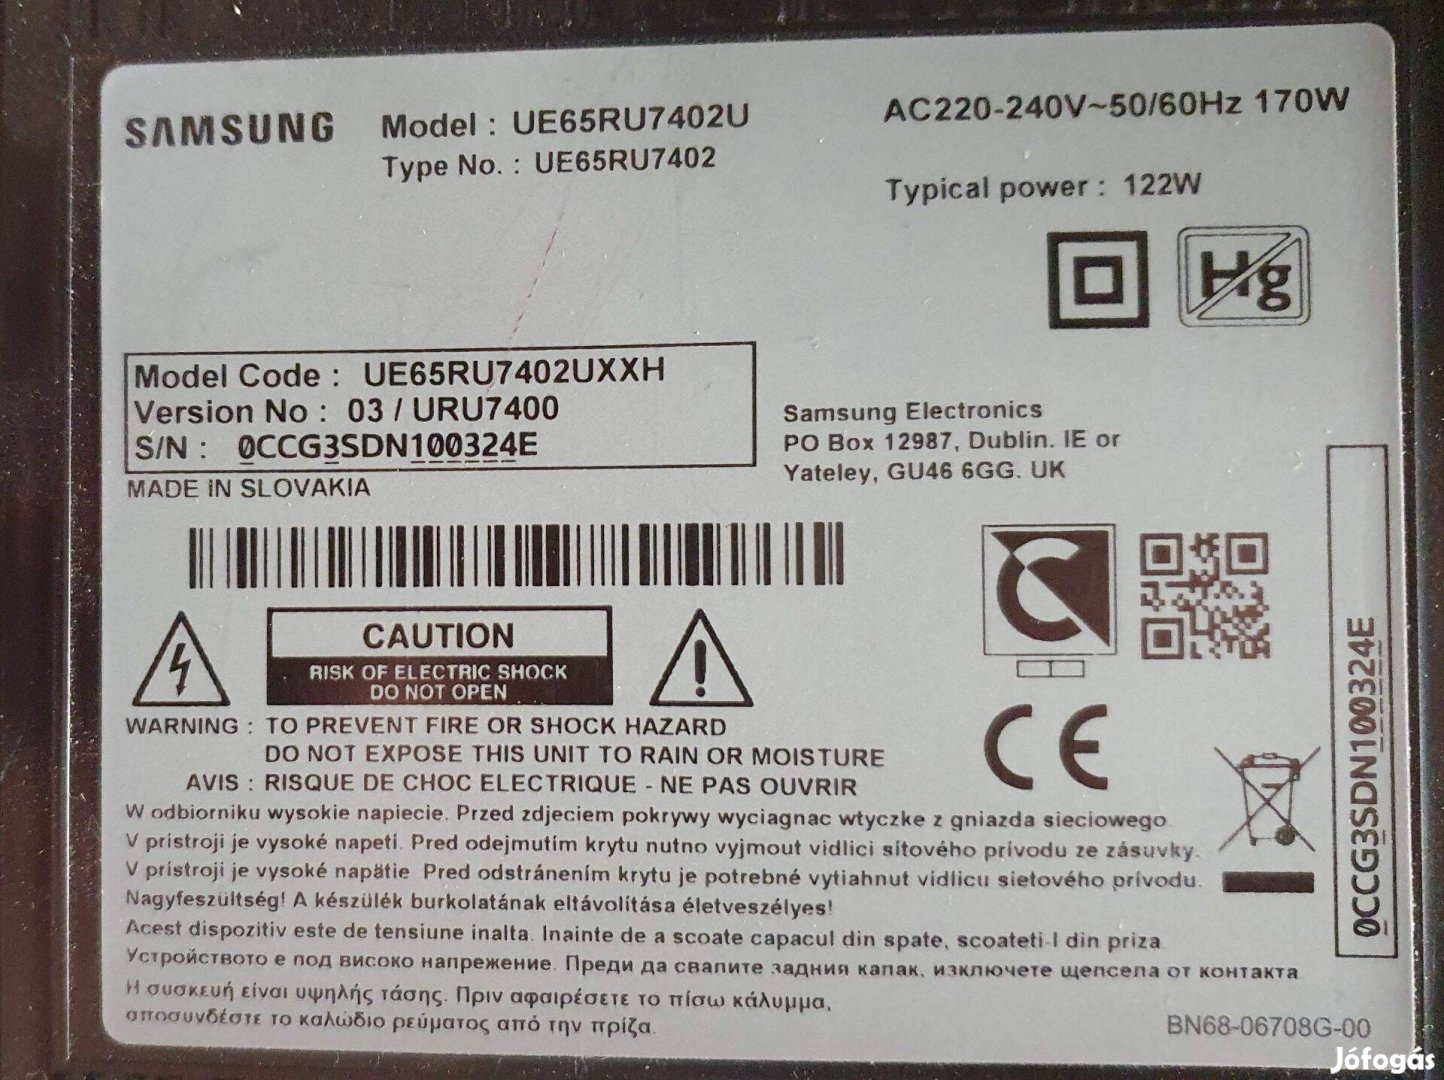 SAMSUNG Model : UE65RU7402U
Type No. : UE65RU7402
AC220-240V~50/60Hz 170W
Typical power : 122W
Hg
Model Code : UE65RU7402UXXH
Version No : 03 / URU7400
S/N : 0CCG3SDN100324E
MADE IN SLOVAKIA
Samsung Electronics
PO Box 12987, Dublin. IE or
Yateley, GU46 6GG. UK
CAUTION
RISK OF ELECTRIC SHOCK
DO NOT OPEN
WARNING : TO PREVENT FIRE OR SHOCK HAZARD
DO NOT EXPOSE THIS UNIT TO RAIN OR MOISTURE
AVIS : RISQUE DE CHOC ELECTRIQUE - NE PAS OUVRIR
C
CE
W odbiorniku wysokie napiecie. Przed zdjeciem pokrywy wyciagnac wtyczke z gniazda sieciowego.
V prístroji je vysoké napetí. Pred odejmutím krytu nutno vyjmout vidlici sítového prívodu ze zásuvky.
V prístroji je vysoké napätie Pred odstránením krytu je potrebné vytiahnut vidlicu sietového prívodu.
Nagyfeszültség! A készülék burkolatának eltávolítása életveszélyes!
Acest dispozitiv este de tensiune inalta. Inainte de a scoate capacul din spate, scoateti-l din priza
Устройството е под високо напрежение. Преди да свалите задния капак, изключете щепсела от контакта
Η συσκευή είναι υψηλής τάσης. Πριν αφαιρέσετε το πίσω κάλυμμα,
αποσυνδέστε το καλώδιο ρεύματος από την πρίζα.
0CCG3SDN100324E
BN68-06708G-00
Jófogás